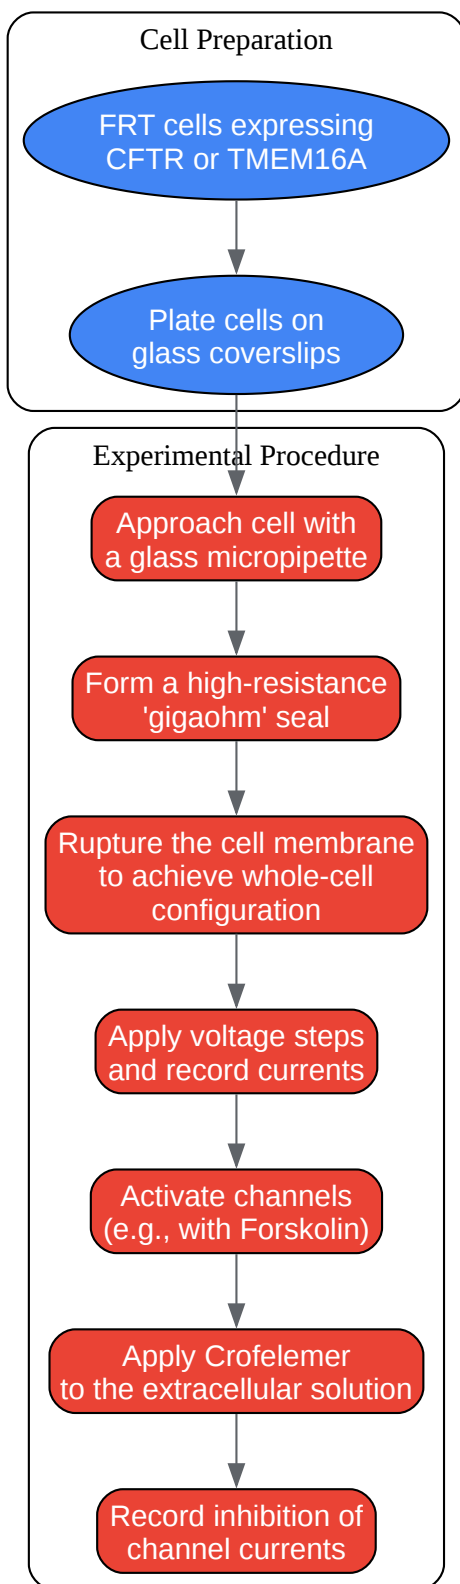 Cell Preparation
FRT cells expressing
CFTR or TMEM16A
Plate cells on
glass coverslips
Experimental Procedure
Approach cell with
a glass micropipette
Form a high-resistance
'gigaohm' seal
Rupture the cell membrane
to achieve whole-cell
configuration
Apply voltage steps
and record currents
Activate channels
(e.g., with Forskolin)
Apply Crofelemer
to the extracellular solution
Record inhibition of
channel currents